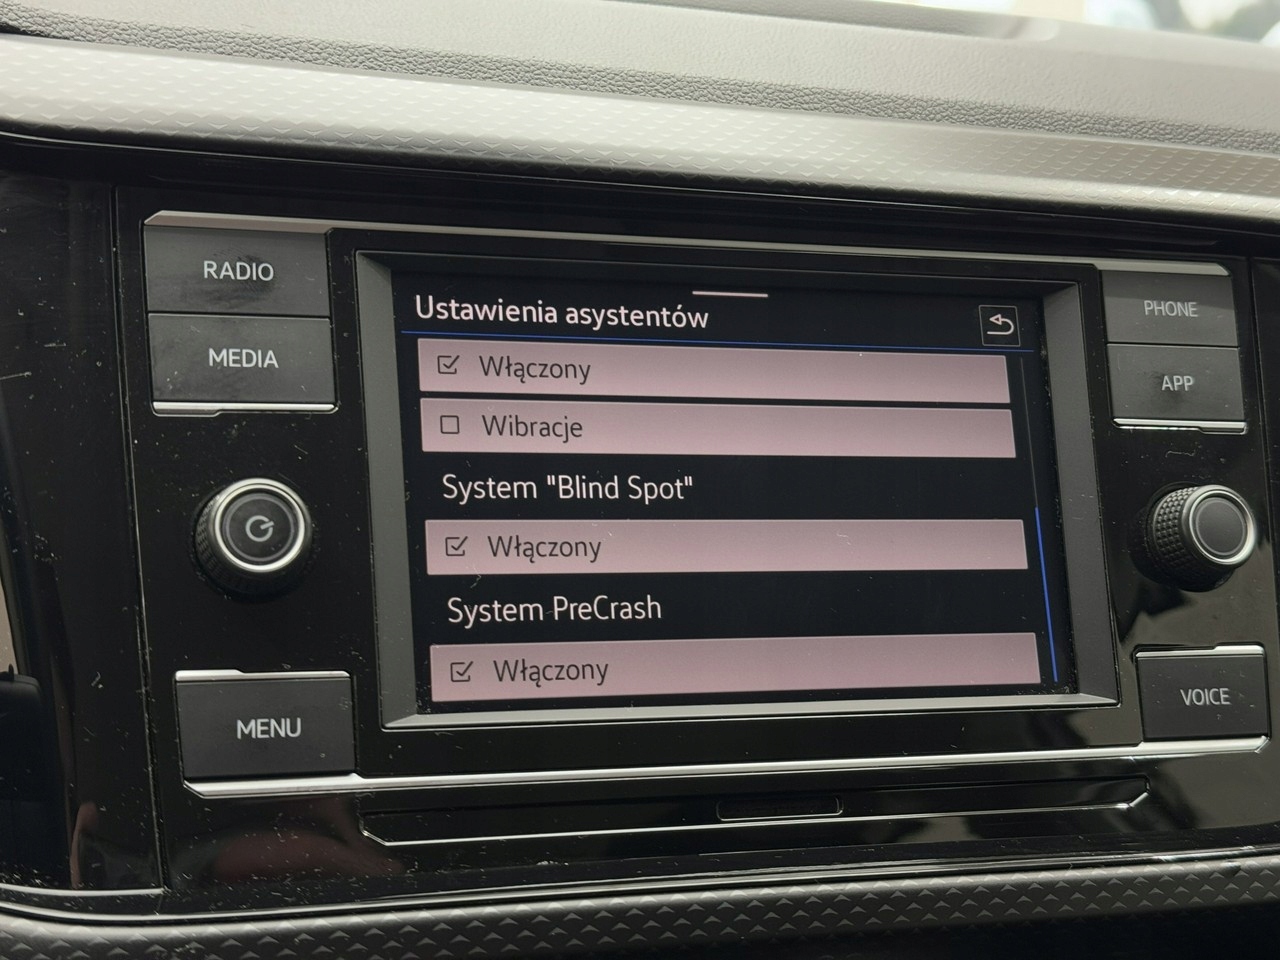 RADIO
MEDIA
MENU
Ustawienia asystentów
Włączony
Wibracje
System "Blind Spot"
Włączony
System PreCrash
Włączony
PHONE
APP
VOICE